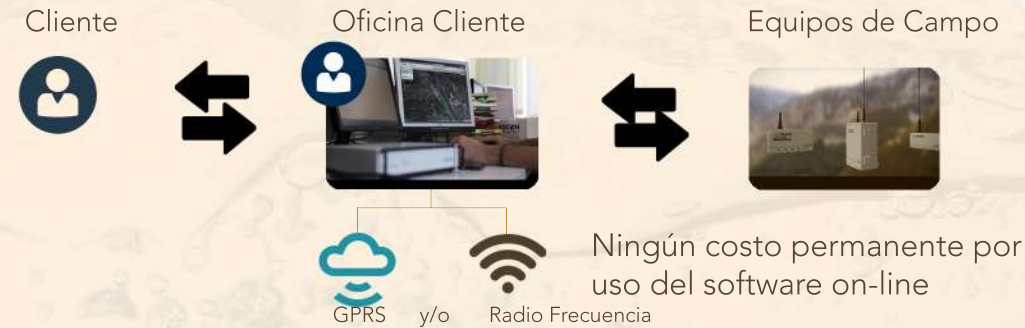 Cliente
Oficina Cliente
Equipos de Campo
Ningún costo permanente por
uso del software on-line
GPRS y/o Radio Frecuencia